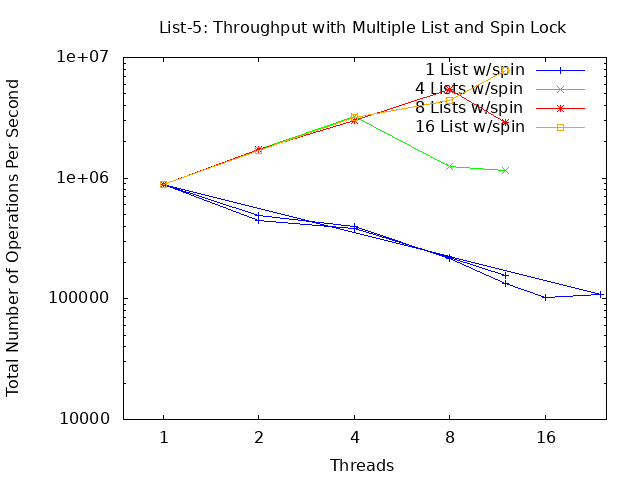 List-5: Throughput with Multiple List and Spin Lock
Total Number of Operations Per Second
1e+07
1e+06
100000
10000
1 List w/spin
4 Lists w/spin
8 Lists w/spin
16 List w/spin
1 2 4 8 16
Threads